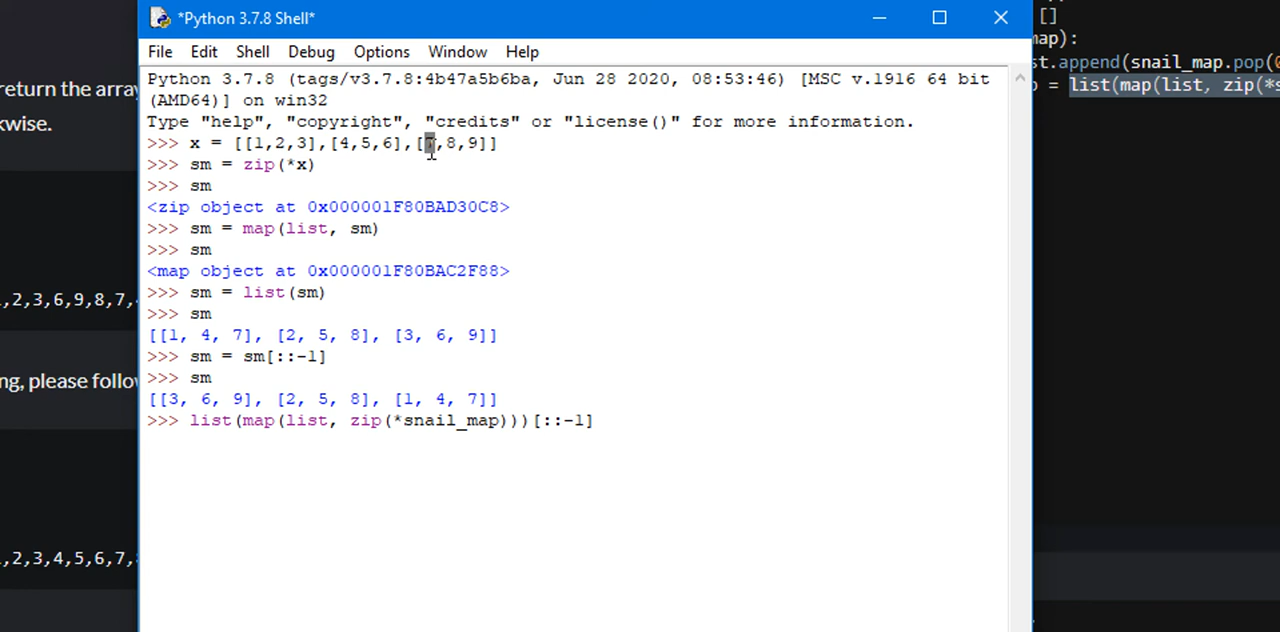 *Python 3.7.8 Shell*
[]
File Edit Shell Debug Options Window Help
map):
Python 3.7.8 (tags/v3.7.8:4b47a5b6ba, Jun 28 2020, 08:53:46) [MSC v.1916 64 bit
(AMD64)] on win32
Type "help", "copyright", "credits" or "license()" for more information.
return the array
st.append(snail_map.pop(0
= list(map(list, zip(*s
kwise.
>>> x = [[1,2,3],[4,5,6],[7,8,9]]
>>> sm = zip(*x)
>>> sm
<zip object at 0x000001F80BAD30C8>
>>> sm = map(list, sm)
>>> sm
<map object at 0x000001F80BAC2F88>
>>> sm = list(sm)
,2,3,6,9,8,7,
>>> sm
[[1, 4, 7], [2, 5, 8], [3, 6, 9]]
>>> sm = sm[::-1]
>>> sm
ng, please follow
[[3, 6, 9], [2, 5, 8], [1, 4, 7]]
>>> list(map(list, zip(*snail_map)))[::-1]
,2,3,4,5,6,7,